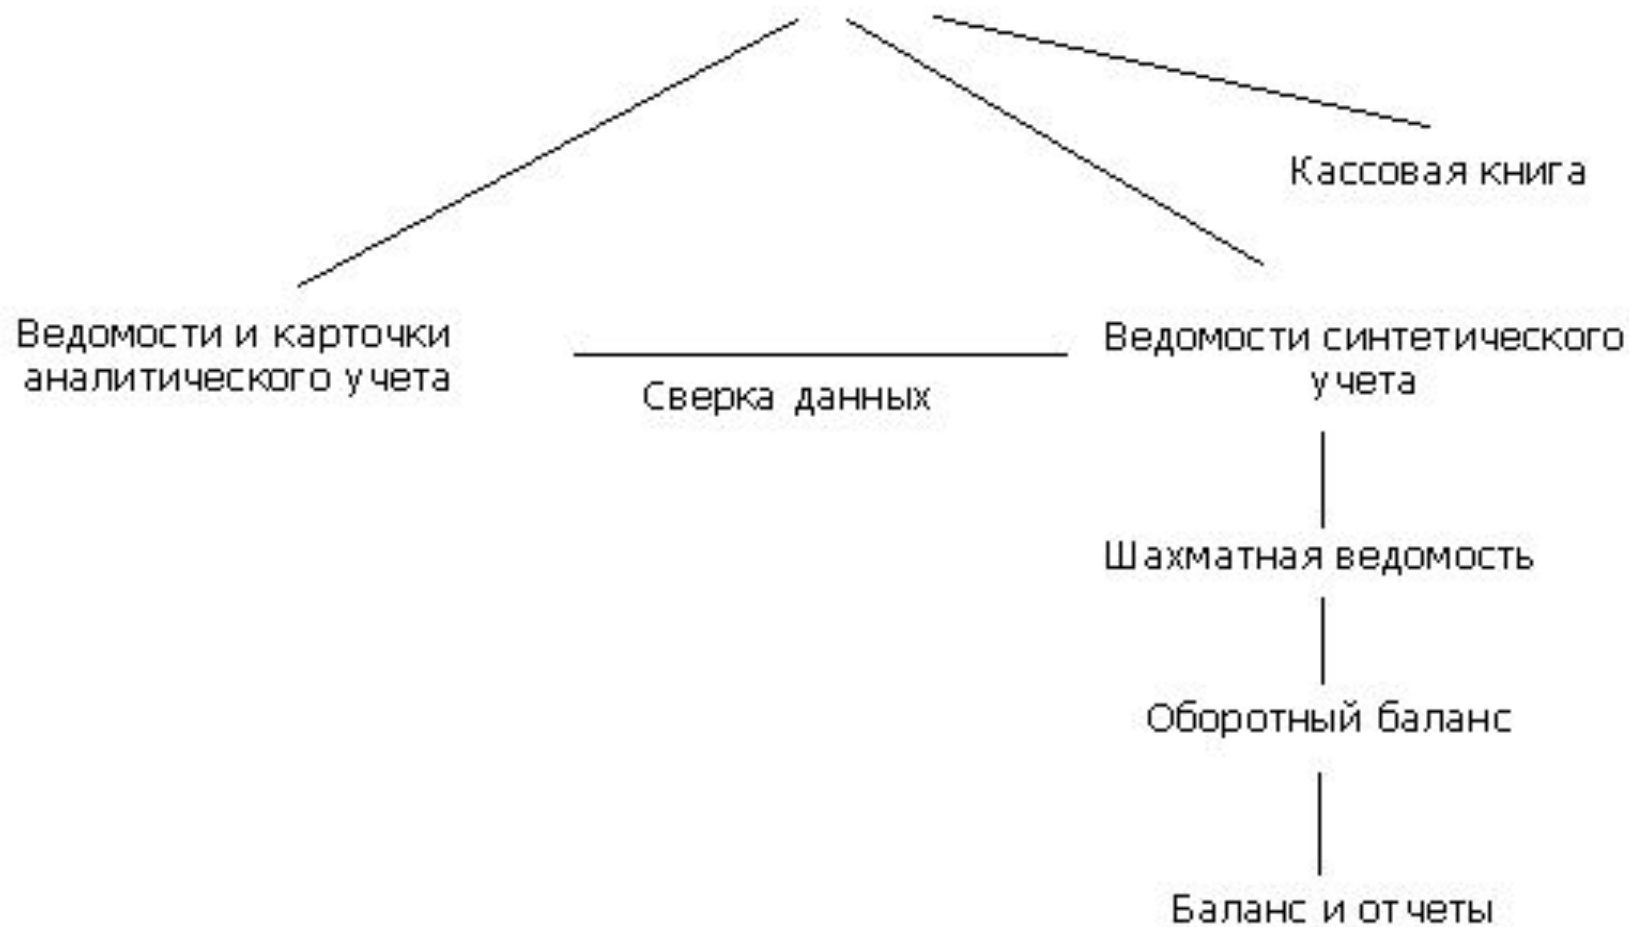 Кассовая книга
Ведомости и карточки
аналитического учета
Сверка данных
Ведомости синтетического
учета
Шахматная ведомость
Оборотный баланс
Баланс и отчеты